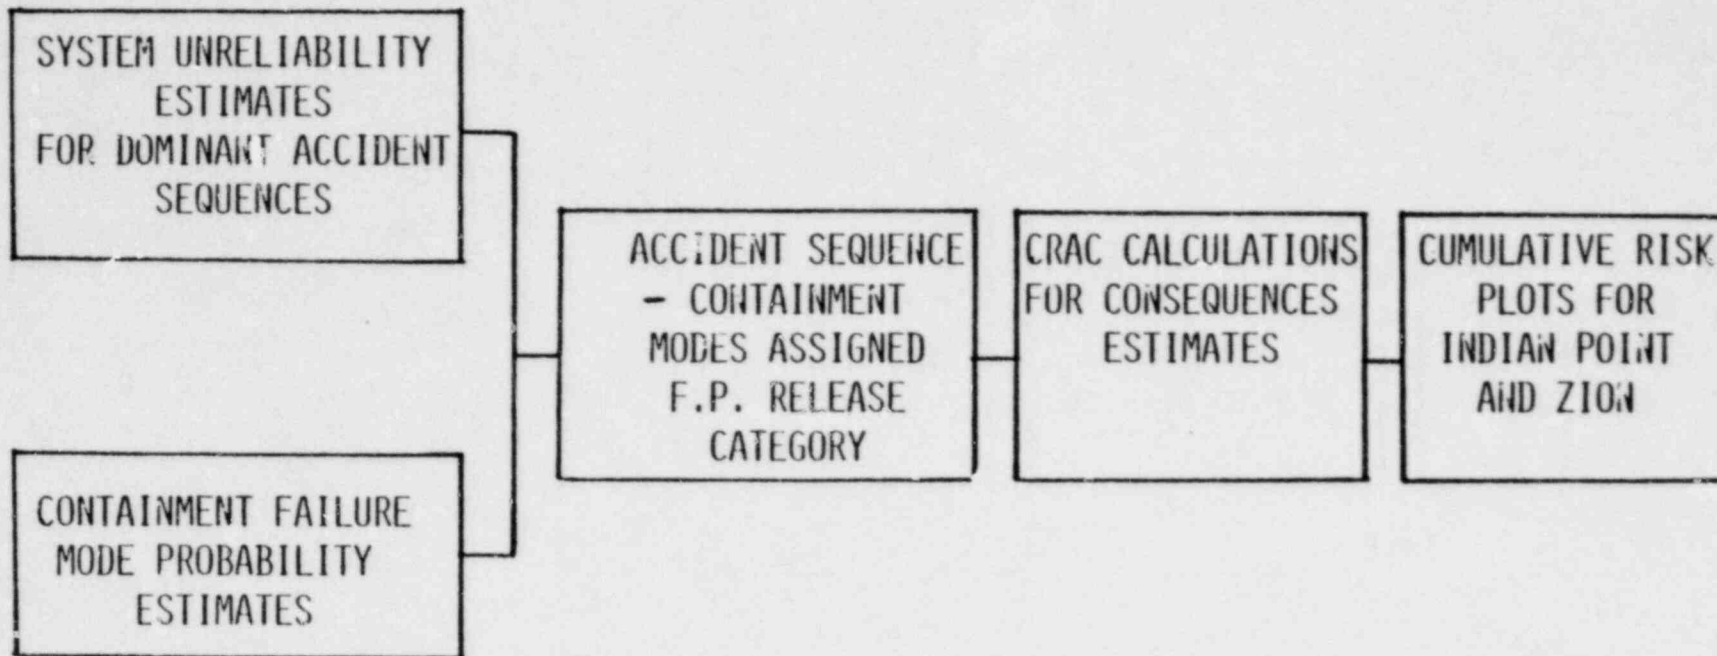 SYSTEM UNRELIABILITY
ESTIMATES
FOR DOMINANT ACCIDENT
SEQUENCES
CONTAINMENT FAILURE
MODE PROBABILITY
ESTIMATES
ACCIDENT SEQUENCE
- CONTAINMENT
MODES ASSIGNED
F.P. RELEASE
CATEGORY
CRAC CALCULATIONS
FOR CONSEQUENCES
ESTIMATES
CUMULATIVE RISK
PLOTS FOR
INDIAN POINT
AND ZION